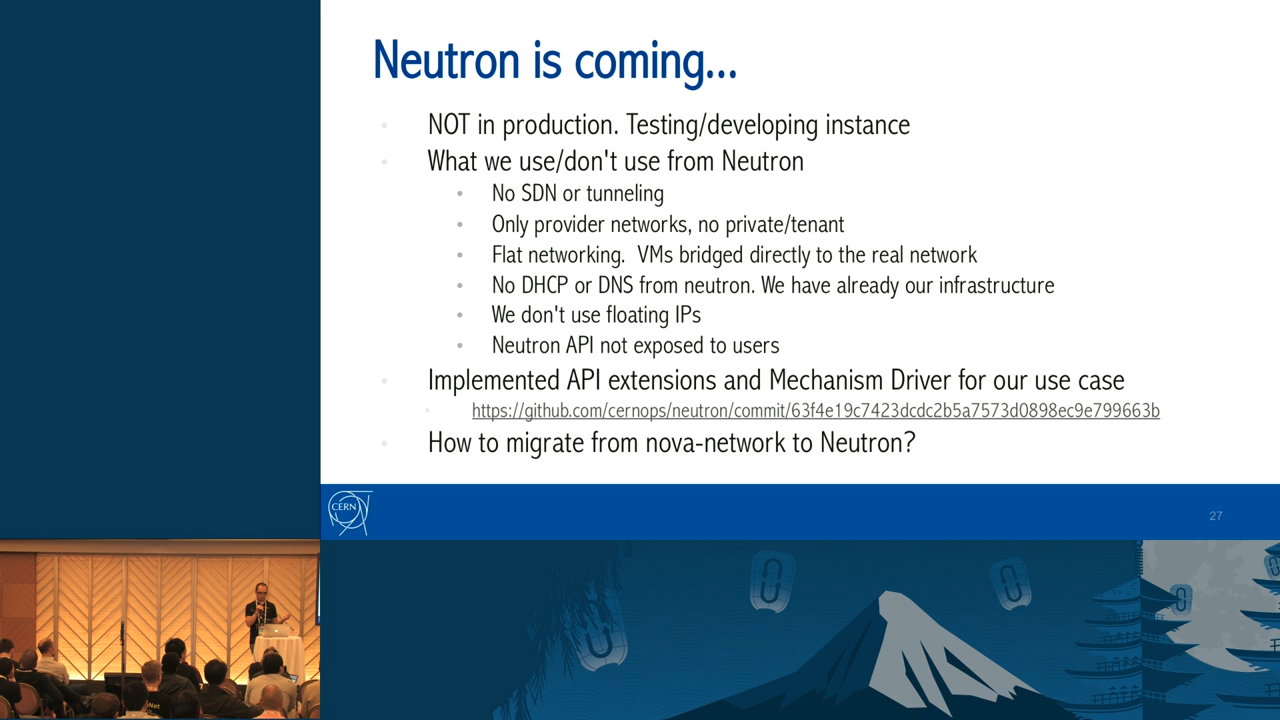 Neutron is coming...
NOT in production. Testing/developing instance
What we use/don't use from Neutron
No SDN or tunneling
Only provider networks, no private/tenant
Flat networking.  VMs bridged directly to the real network
No DHCP or DNS from neutron. We have already our infrastructure
We don't use floating IPs
Neutron API not exposed to users
Implemented API extensions and Mechanism Driver for our use case
https://github.com/cernops/neutron/commit/63f4e19c7423dcdc2b5a7573d0898ec9e799663b
How to migrate from nova-network to Neutron?
CERN
27